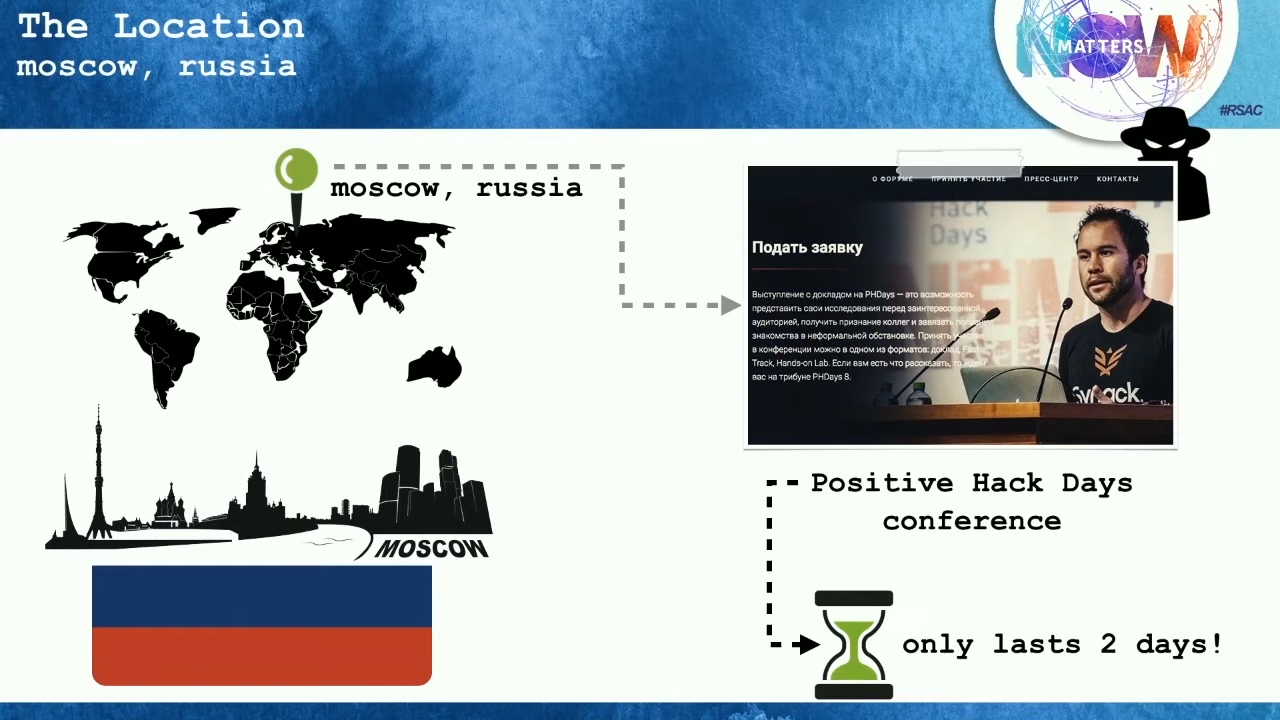 The Location
moscow, russia
NOW
MATTERS
#RSAC
moscow, russia
О ФОРУМЕ ПРИНЯТЬ УЧАСТИЕ ПРЕСС-ЦЕНТР КОНТАКТЫ
Hack
Days
Подать заявку
Выступление с докладом на PHDays — это возможность
представить свои исследования перед заинтересованной
аудиторией, получить признание коллег и завязать полезные
знакомства в неформальной обстановке. Принять участие
в конференции можно в одном из форматов: доклад, Fast
Track, Hands-on Lab. Если вам есть что рассказать, то ждем
вас на трибуне PHDays 8.
Synack.
MOSCOW
Positive Hack Days
conference
only lasts 2 days!